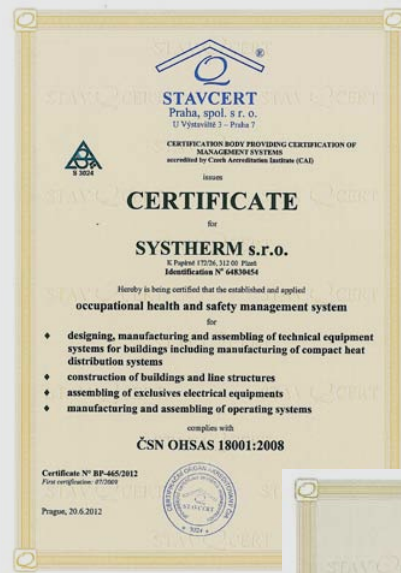 STAVCERT
Praha, spol. s r. o.
U Výstaviště 3 – Praha 7
CERTIFICATION BODY PROVIDING CERTIFICATION OF
MANAGEMENT SYSTEMS
accredited by Czech Accreditation Institute (CAI)
S 3024
issues
CERTIFICATE
for
SYSTHERM s.r.o.
K Papírně 172/26, 312 00 Plzeň
Identification N° 64830454
Hereby is being certified that the established and applied
occupational health and safety management system
for
♦ designing, manufacturing and assembling of technical equipment
systems for buildings including manufacturing of compact heat
distribution systems
♦ construction of buildings and line structures
♦ assembling of exclusives electrical equipments
♦ manufacturing and assembling of operating systems
complies with
ČSN OHSAS 18001:2008
Certificate N° BP-465/2012
First certification: 07/2009
Prague, 20.6.2012
STAVCERT